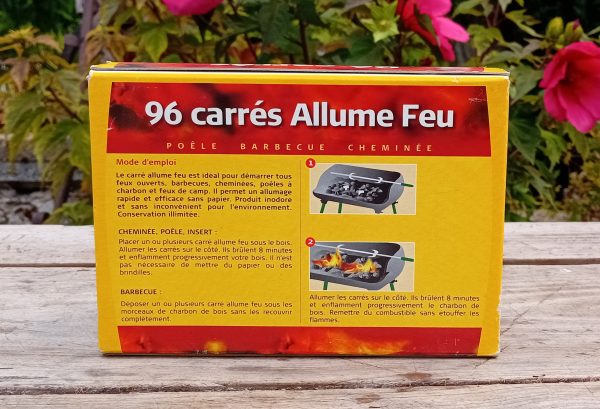 96 carrés Allume Feu
POÊLE BARBECUE CHEMINÉE
Mode d'emploi
Le carré allume feu est idéal pour démarrer tous
feux ouverts, barbecues, cheminées, poêles à
charbon et feux de camp. Il permet un allumage
rapide et efficace sans papier. Produit inodore
et sans inconvénient pour l'environnement.
Conservation illimitée.
CHEMINÉE, POÊLE, INSERT :
Placer un ou plusieurs carré allume feu sous le bois.
Allumer les carrés sur le côté. Ils brûlent 8 minutes
et enflamment progressivement votre bois. Il n'est
pas nécessaire de mettre du papier ou des
brindilles.
BARBECUE :
Déposer un ou plusieurs carré allume feu sous les
morceaux de charbon de bois sans les recouvrir
complètement.
1
2
Allumer les carrés sur le côté. Ils brûlent 8 minutes
et enflamment progressivement le charbon de
bois. Remettre du combustible sans étouffer les
flammes.